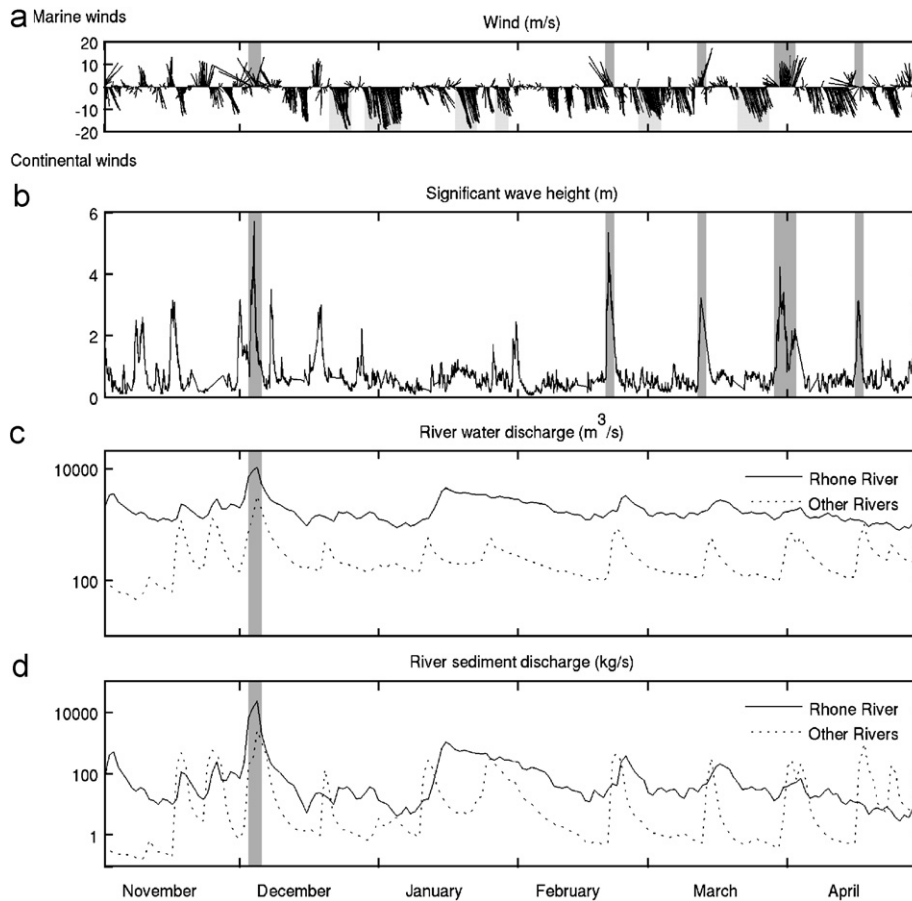 a Marine winds
Wind (m/s)
20
10
0
-10
-20
Continental winds
b
Significant wave height (m)
6
4
2
0
c
River water discharge (m³/s)
10000
100
Rhone River
Other Rivers
d
River sediment discharge (kg/s)
10000
100
1
Rhone River
Other Rivers
November December January February March April